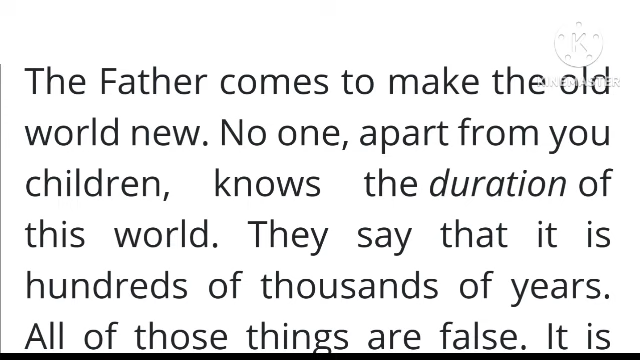 KINEMASTER
The Father comes to make the old
world new. No one, apart from you
children, knows the duration of
this world. They say that it is
hundreds of thousands of years.
All of those things are false. It is